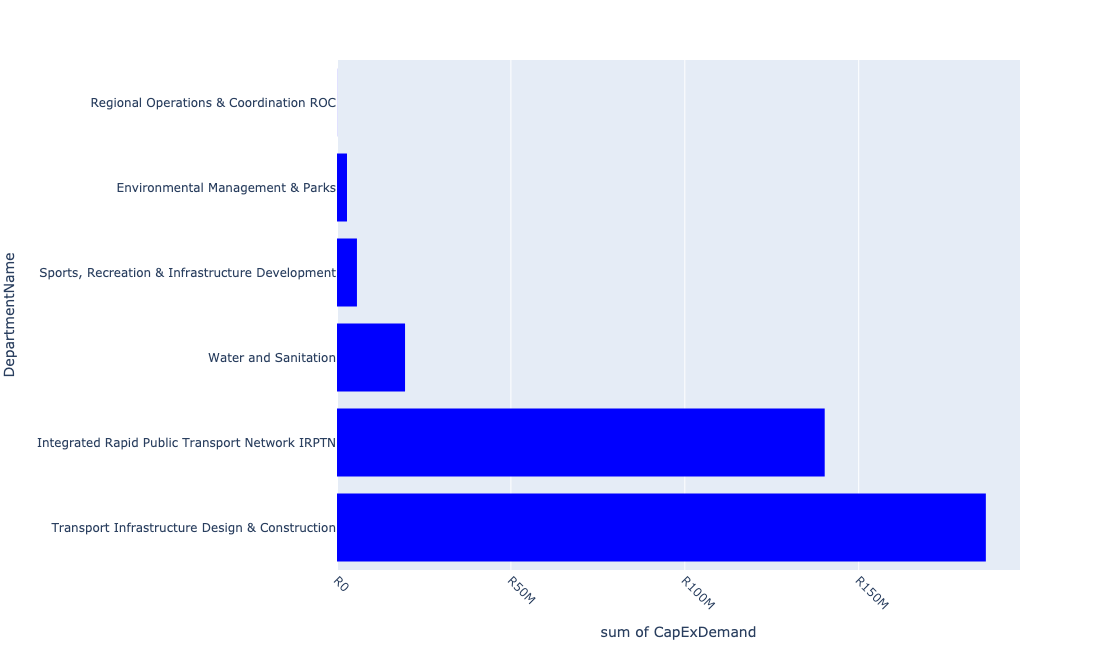 Regional Operations & Coordination ROC
Environmental Management & Parks
Sports, Recreation & Infrastructure Development
Water and Sanitation
Integrated Rapid Public Transport Network IRPTN
Transport Infrastructure Design & Construction
DepartmentName
R0
R50M
R100M
R150M
sum of CapExDemand